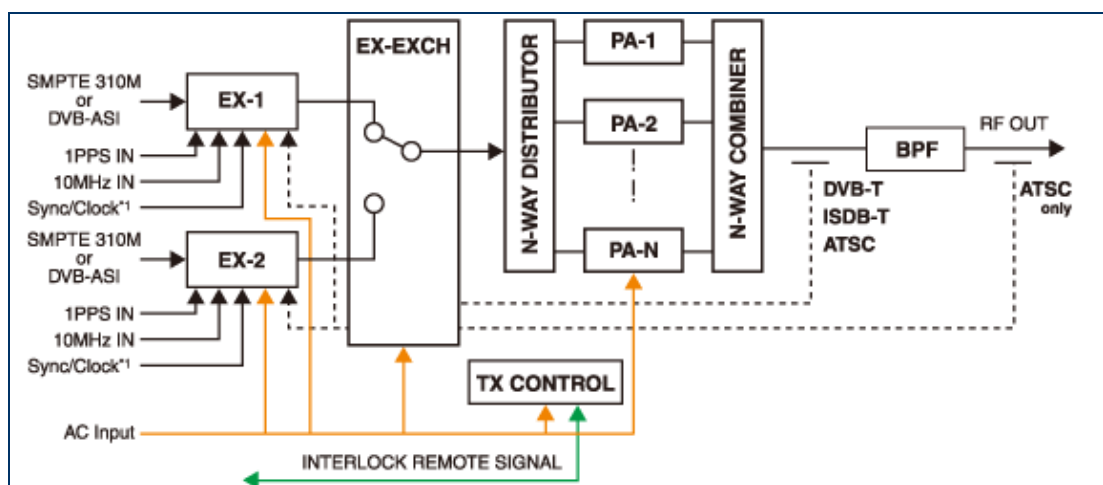 EX-EXCH
SMPTE 310M
or
DVB-ASI
EX-1
1PPS IN
10MHz IN
Sync/Clock*1
SMPTE 310M
or
DVB-ASI
EX-2
1PPS IN
10MHz IN
Sync/Clock*1
N-WAY DISTRIBUTOR
PA-1
PA-2
PA-N
N-WAY COMBINER
BPF
RF OUT
DVB-T
ISDB-T
ATSC
ATSC
only
TX CONTROL
AC Input
INTERLOCK REMOTE SIGNAL